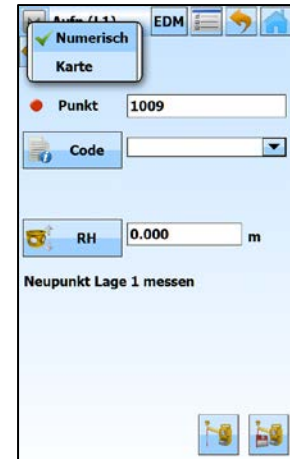 EDM
Numerisch
Karte
Punkt 1009
Code
RH 0.000 m
Neupunkt Lage 1 messen